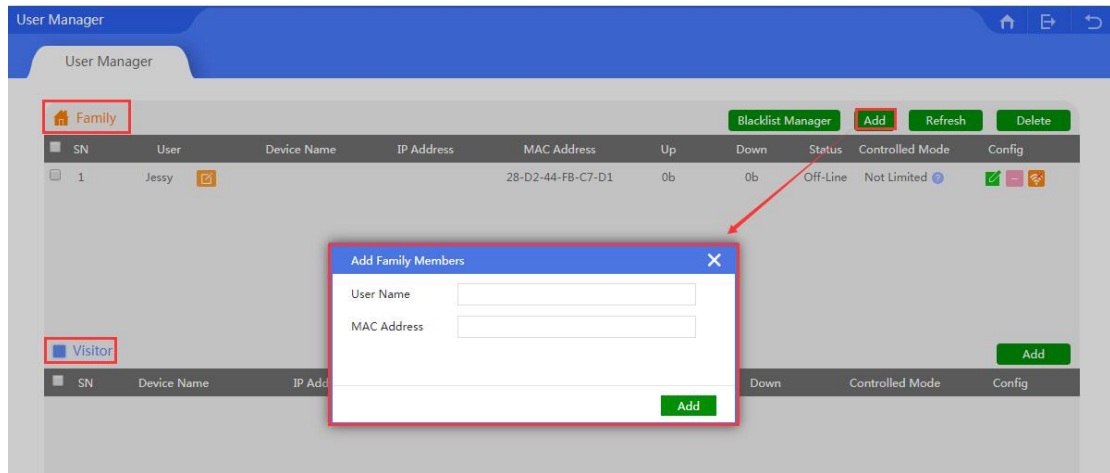 User Manager
User Manager
Family
Blacklist Manager Add Refresh Delete
SN User Device Name IP Address MAC Address Up Down Status Controlled Mode Config
1 Jessy 28-D2-44-FB-C7-D1 0b 0b Off-Line Not Limited ?
Add Family Members
User Name
MAC Address
Visitor
Add
SN Device Name IP Add Down Controlled Mode Config
Add